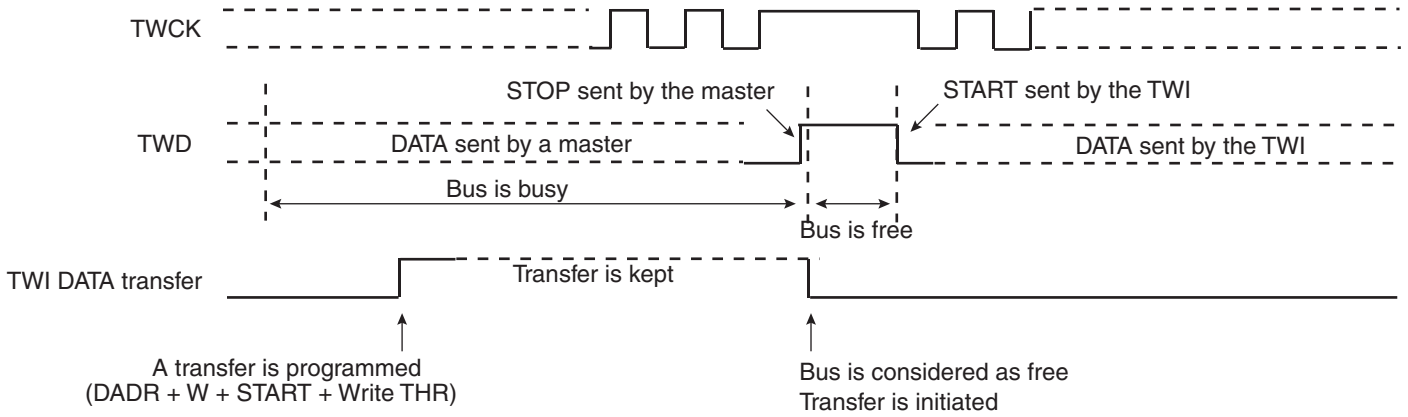 TWCK
STOP sent by the master
START sent by the TWI
TWD
DATA sent by a master
DATA sent by the TWI
Bus is busy
Bus is free
TWI DATA transfer
Transfer is kept
A transfer is programmed
(DADR + W + START + Write THR)
Bus is considered as free
Transfer is initiated